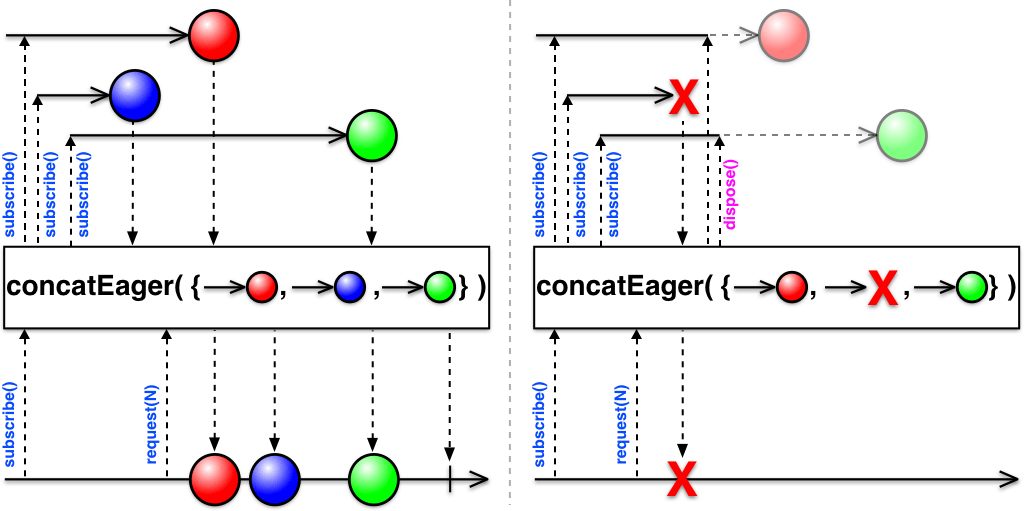 subscribe()
subscribe()
subscribe()
concatEager( { , , } )
subscribe()
request(N)
X
subscribe()
subscribe()
subscribe()
dispose()
concatEager( { , X , } )
subscribe()
request(N)
X